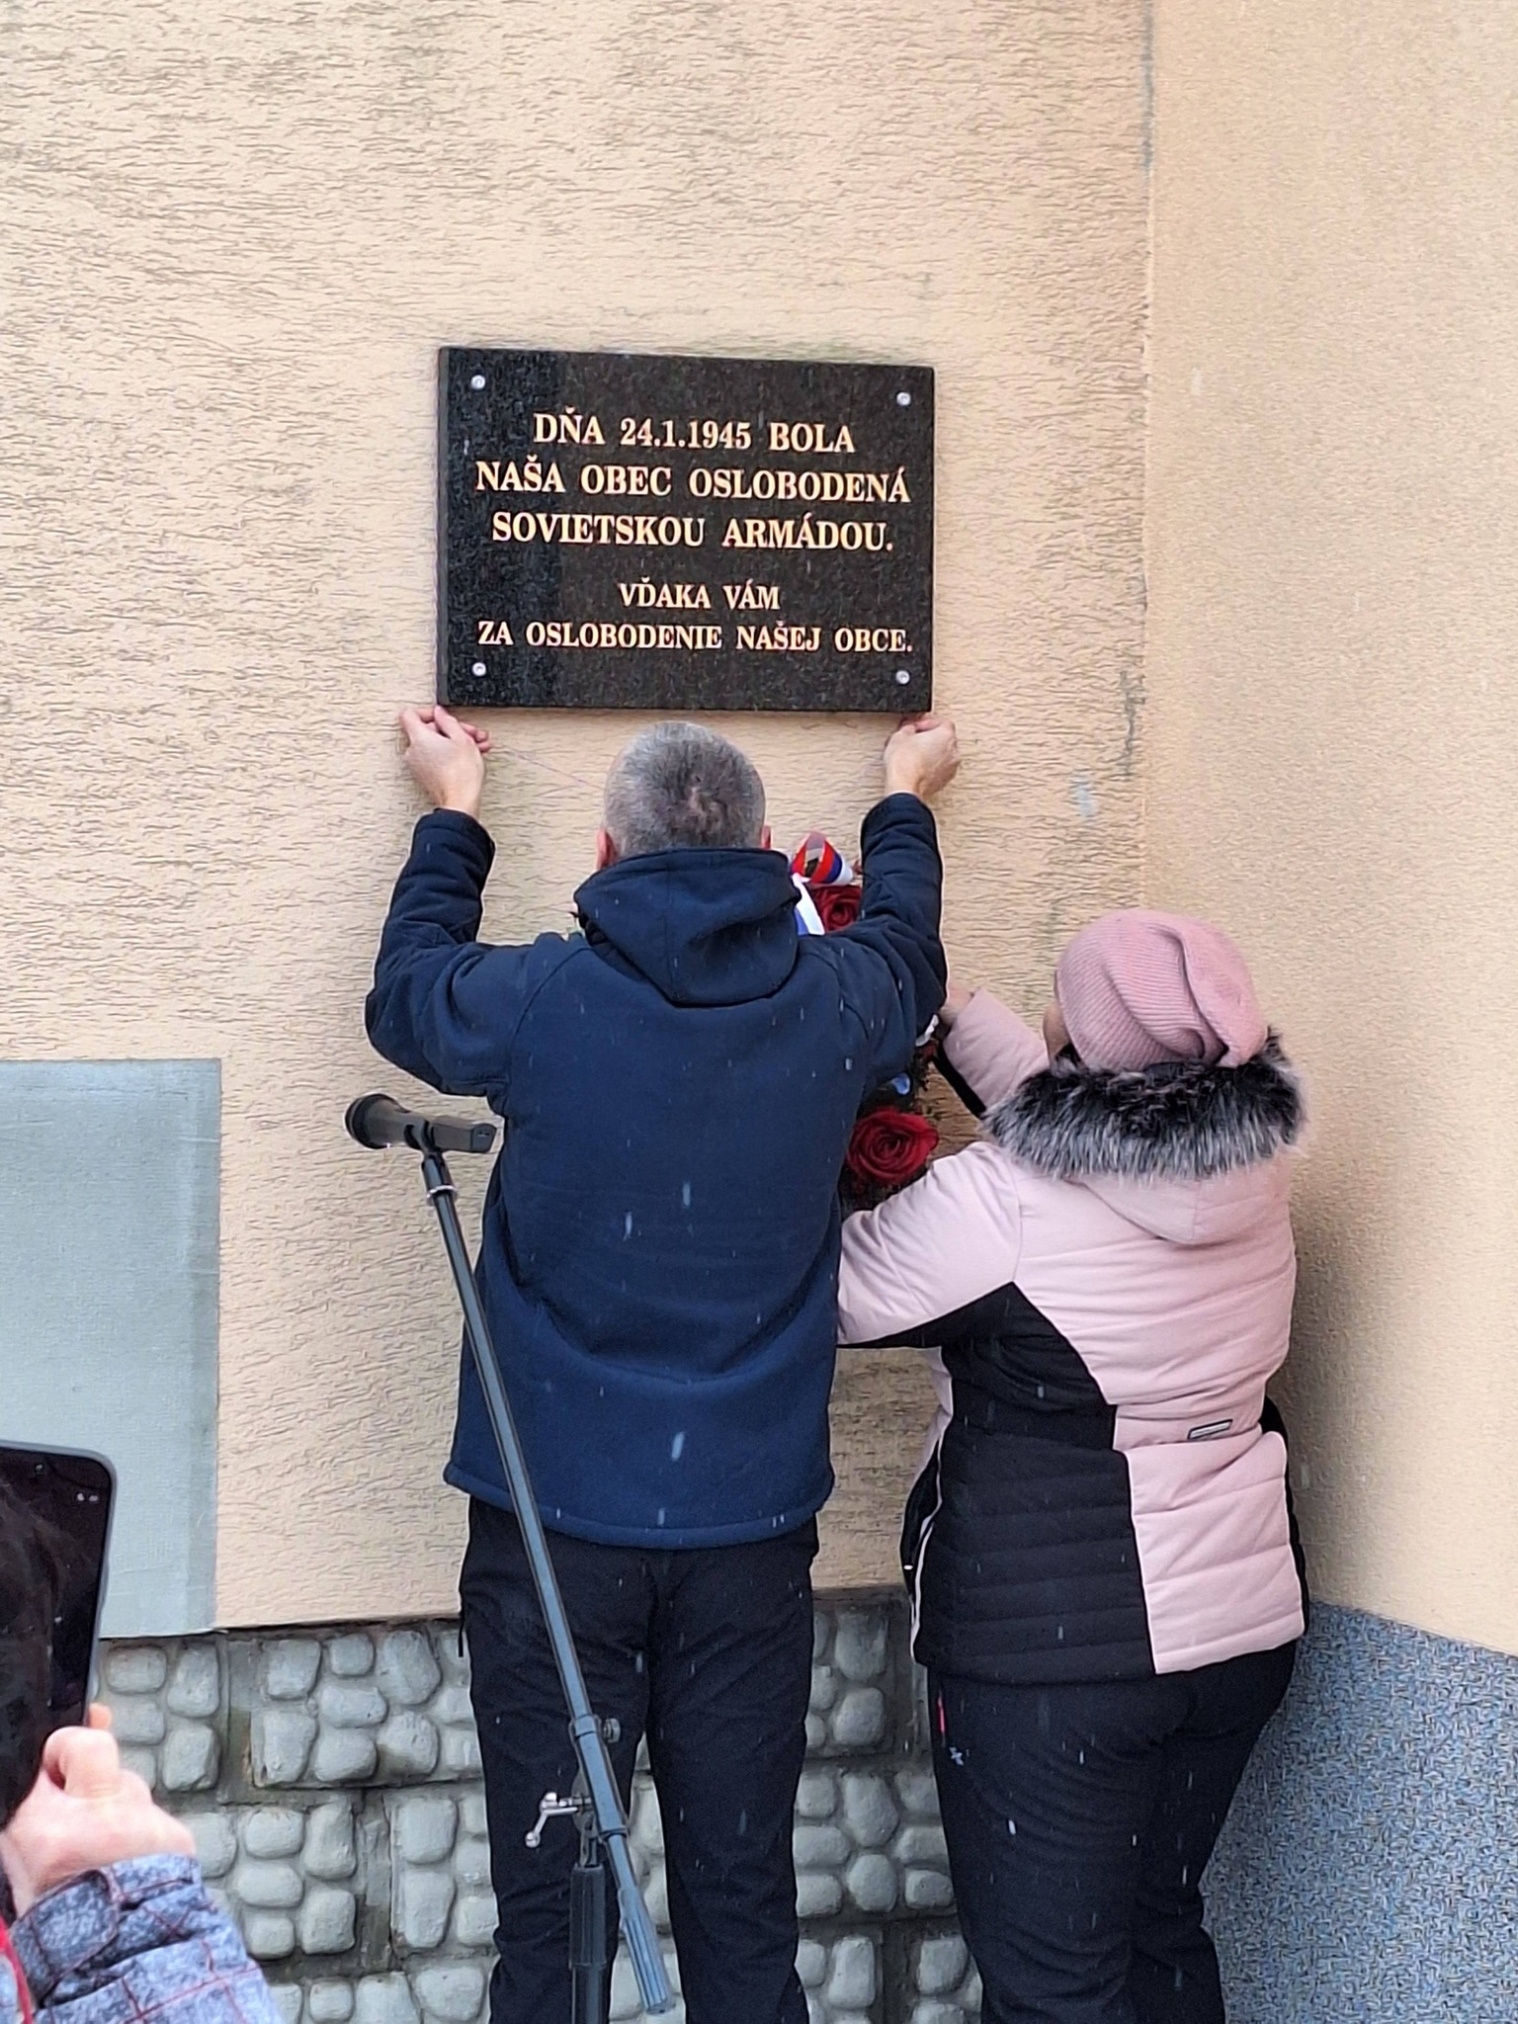 DŇA 24.1.1945 BOLA
NAŠA OBEC OSLOBODENÁ
SOVIETSKOU ARMÁDOU.
VĎAKA VÁM
ZA OSLOBODENIE NAŠEJ OBCE.